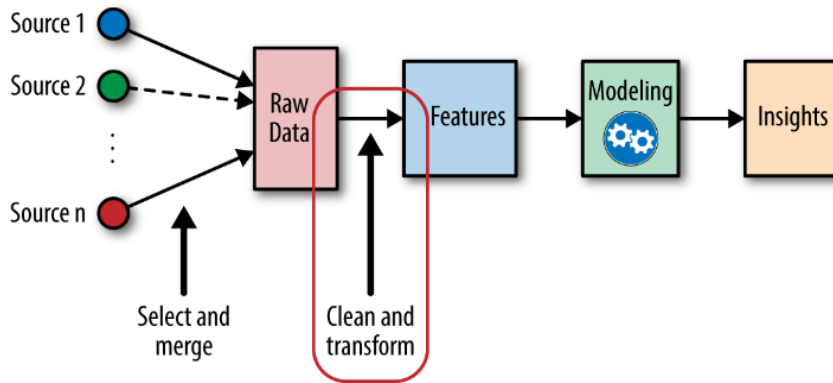 Source 1
Source 2
Source n
Select and
merge
Raw
Data
Clean and
transform
Features
Modeling
Insights